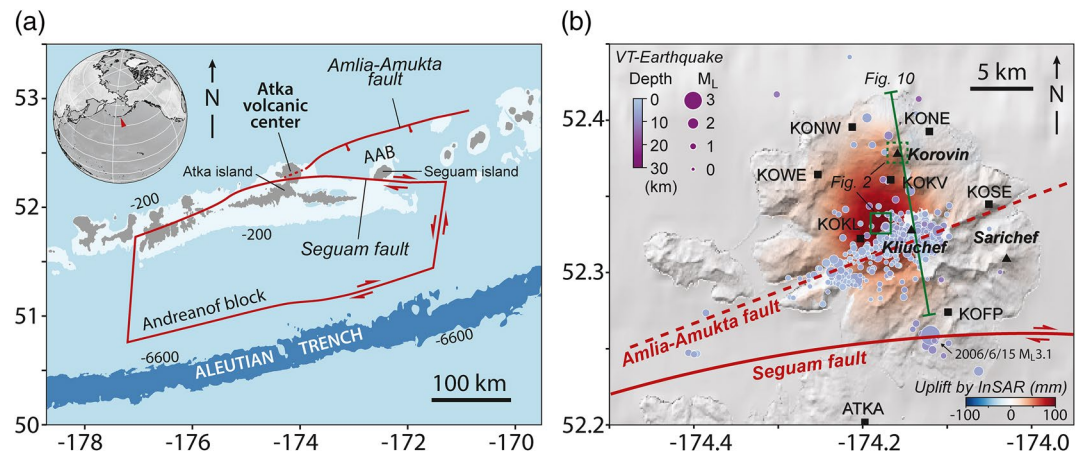 (a)
53
52
51
50
-178
-176
-174
-172
-170
N
Amlia-Amukta
fault
Atka
volcanic
center
AAB
Atka island
Seguam island
-200
-200
Seguam fault
Andreanof block
-6600
ALEUTIAN TRENCH
-6600
100 km
(b)
52.4
52.3
52.2
-174.4
-174.2
-174.0
VT-Earthquake
Depth
0
10
20
30
(km)
ML
3
2
1
0
Fig. 10
5 km
N
KONW
KONE
Korovin
KOWE
KOKV
Fig. 2
KOSE
KOKL
Kliuchef
Sarichef
KOFP
Amlia-Amukta fault
Seguam fault
2006/6/15 ML3.1
Uplift by InSAR (mm)
-100 0 100
ATKA